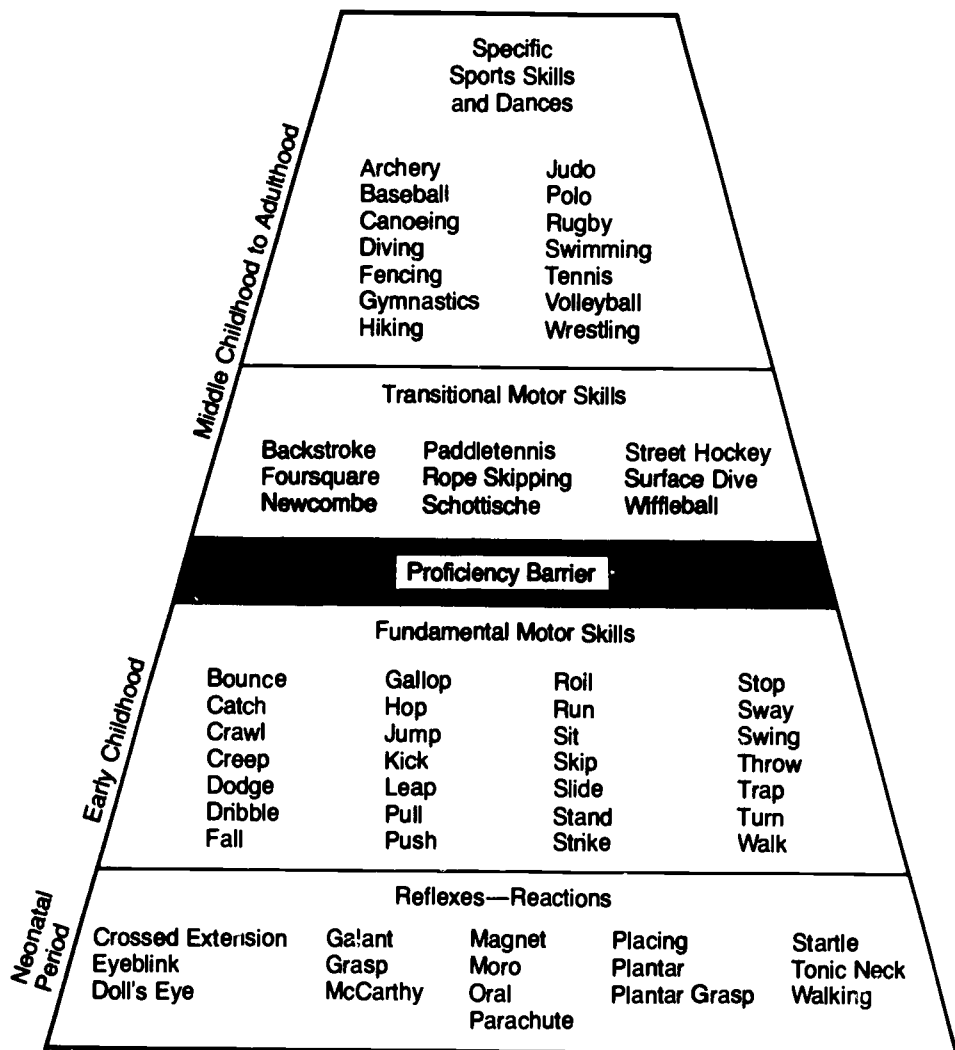 Specific
Sports Skills
and Dances
Middle Childhood to Adulthood
Archery Judo
Baseball Polo
Canoeing Rugby
Diving Swimming
Fencing Tennis
Gymnastics Volleyball
Hiking Wrestling
Transitional Motor Skills
Backstroke Paddletennis Street Hockey
Foursquare Rope Skipping Surface Dive
Newcombe Schottische Wiffleball
Proficiency Barrier
Early Childhood
Fundamental Motor Skills
Bounce Gallop Roll Stop
Catch Hop Run Sway
Crawl Jump Sit Swing
Creep Kick Skip Throw
Dodge Leap Slide Trap
Dribble Pull Stand Turn
Fall Push Strike Walk
Neonatal
Period
Reflexes—Reactions
Crossed Extension Galant Magnet Placing Startle
Eyeblink Grasp Moro Plantar Tonic Neck
Doll's Eye McCarthy Oral Plantar Grasp Walking
Parachute